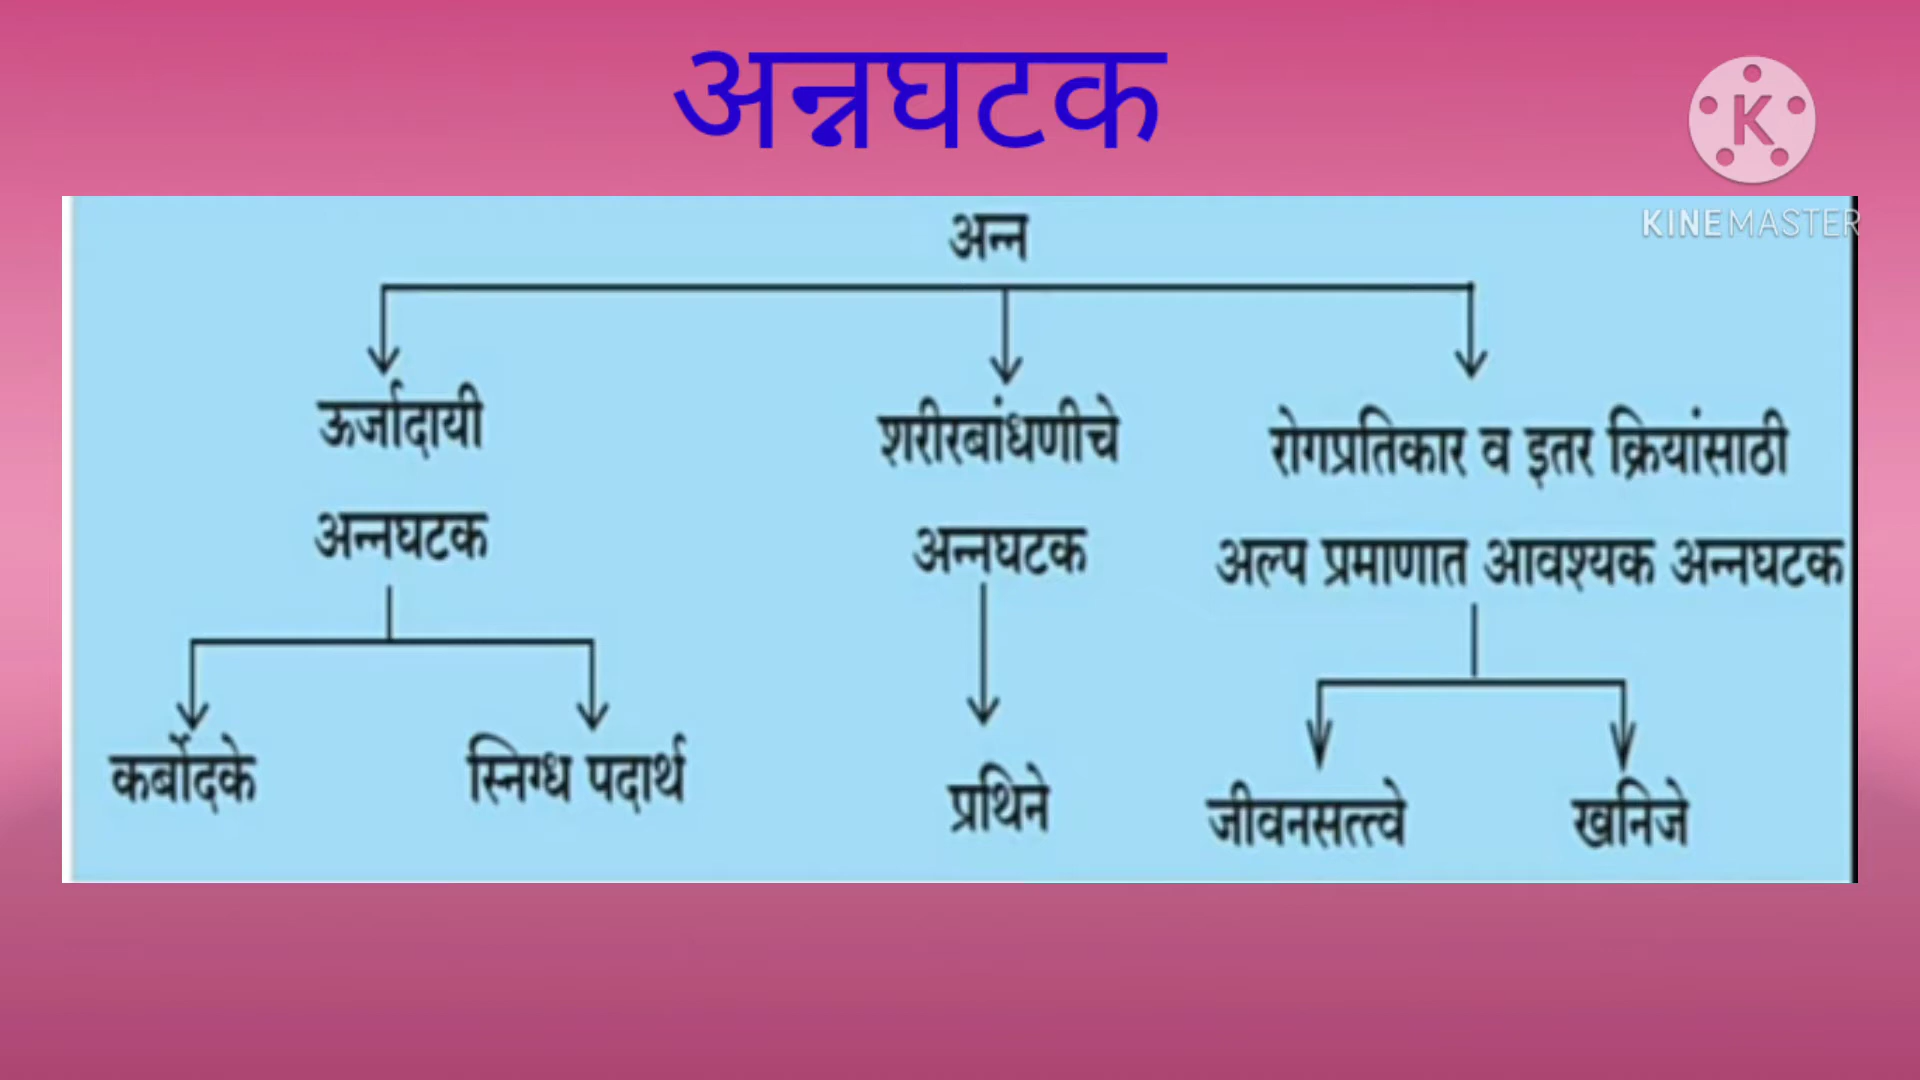 अन्नघटक
K
KINEMASTER
अन्न
ऊर्जादायी
अन्नघटक
शरीरबांधणीचे
अन्नघटक
रोगप्रतिकार व इतर क्रियांसाठी
अल्प प्रमाणात आवश्यक अन्नघटक
कर्बोदके
स्निग्ध पदार्थ
प्रथिने
जीवनसत्त्वे
खनिजे